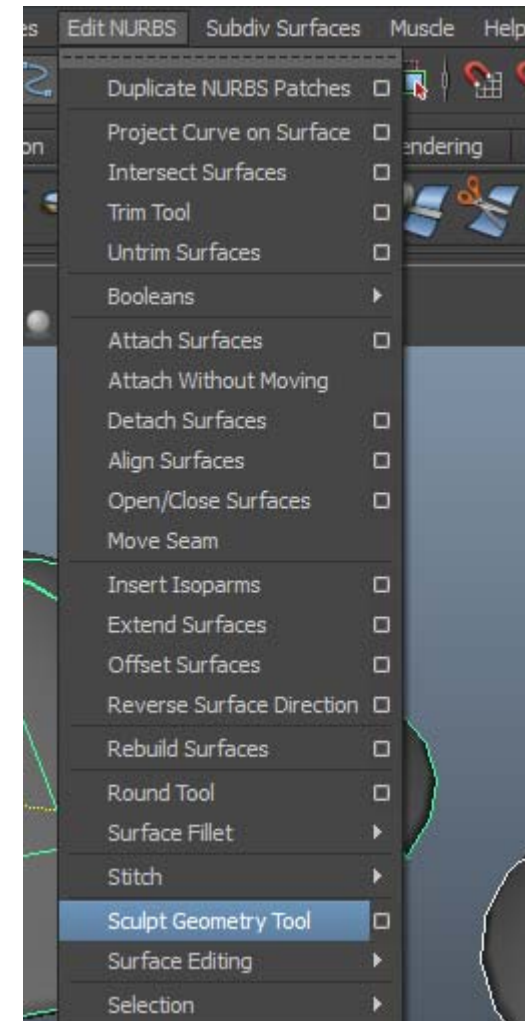 es Edit NURBS Subdiv Surfaces Muscle Help
Duplicate NURBS Patches
on
Project Curve on Surface
endering
Intersect Surfaces
Trim Tool
Untrim Surfaces
Booleans
Attach Surfaces
Attach Without Moving
Detach Surfaces
Align Surfaces
Open/Close Surfaces
Move Seam
Insert Isoparms
Extend Surfaces
Offset Surfaces
Reverse Surface Direction
Rebuild Surfaces
Round Tool
Surface Fillet
Stitch
Sculpt Geometry Tool
Surface Editing
Selection